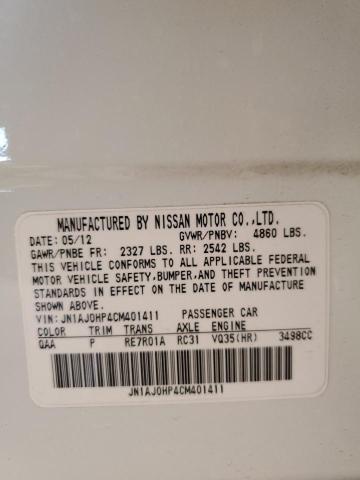 MANUFACTURED BY NISSAN MOTOR CO.,LTD.
DATE: 05/12 GVWR/PNBV: 4860 LBS.
GAWR/PNBE FR: 2327 LBS. RR: 2542 LBS.
THIS VEHICLE CONFORMS TO ALL APPLICABLE FEDERAL
MOTOR VEHICLE SAFETY,BUMPER,AND THEFT PREVENTION
STANDARDS IN EFFECT ON THE DATE OF MANUFACTURE
SHOWN ABOVE.
VIN: JN1AJ0HP4CM401411 PASSENGER CAR
COLOR TRIM TRANS AXLE ENGINE
QAA P RE7R01A RC31 VQ35(HR) 3498CC
JN1AJ0HP4CM401411